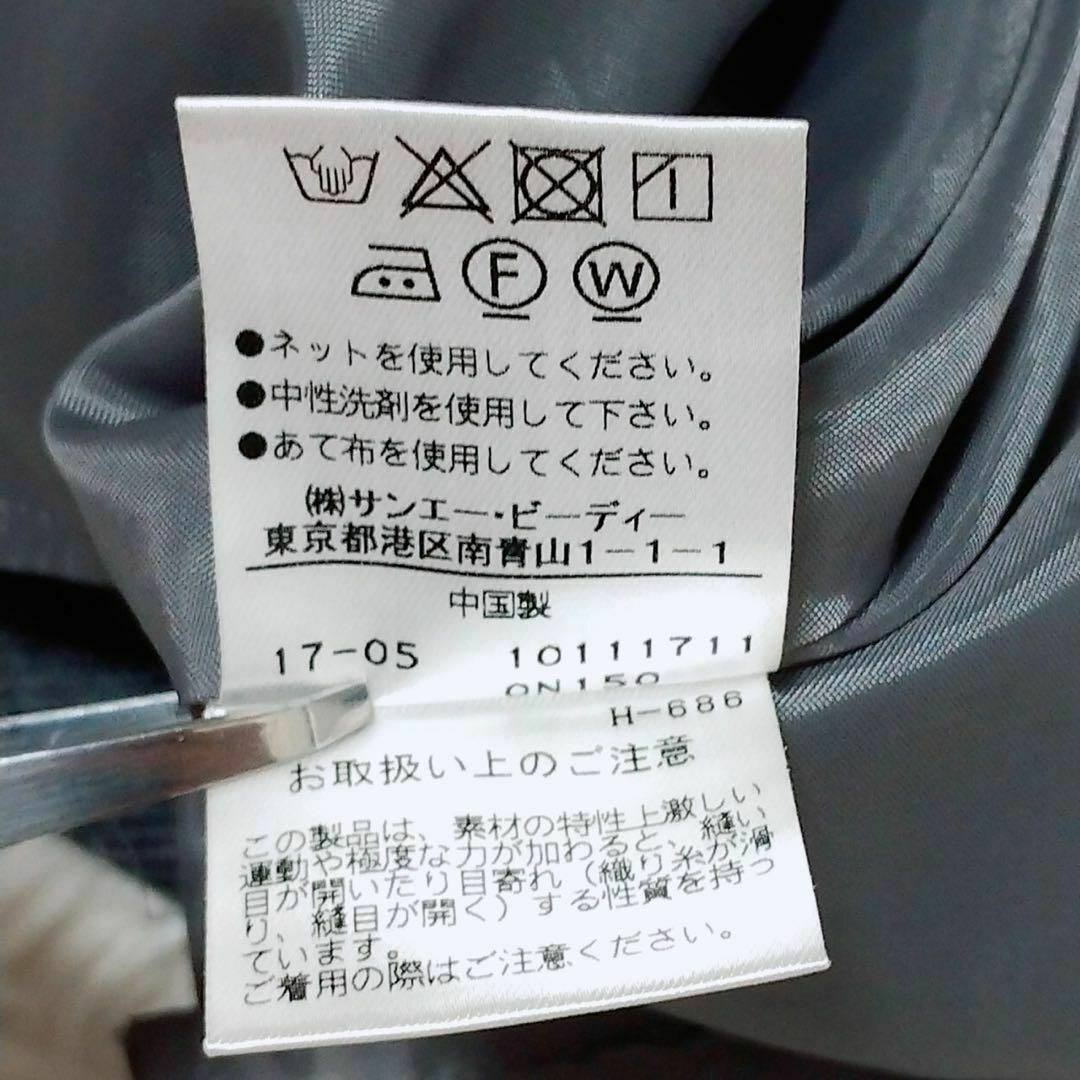 F W
●ネットを使用してください。
●中性洗剤を使用して下さい。
●あて布を使用してください。
㈱サンエー・ビーディー
東京都港区南青山1-1-1
中国製
17-05 10111711
0N150
H-686
お取扱い上のご注意
この製品は、素材の特性上激しい
運動や極度な力が加わると、縫い
目が開いたり目寄れ（織り糸が滑
り、縫目が開く）する性質を持っ
ています。
ご着用の際はご注意ください。